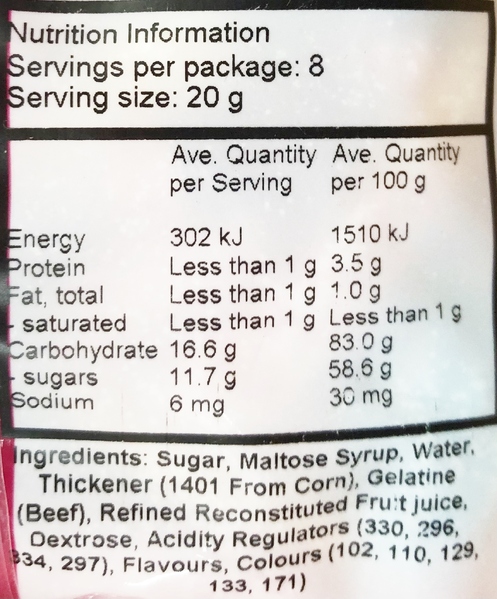 Nutrition Information
Servings per package: 8
Serving size: 20 g
Ave. Quantity per Serving Ave. Quantity per 100 g
Energy 302 kJ 1510 kJ
Protein Less than 1 g 3.5 g
Fat, total Less than 1 g 1.0 g
- saturated Less than 1 g Less than 1 g
Carbohydrate 16.6 g 83.0 g
- sugars 11.7 g 58.6 g
Sodium 6 mg 30 mg
Ingredients: Sugar, Maltose Syrup, Water,
Thickener (1401 From Corn), Gelatine
(Beef), Refined Reconstituted Fruit juice,
Dextrose, Acidity Regulators (330, 296,
334, 297), Flavours, Colours (102, 110, 129,
133, 171)